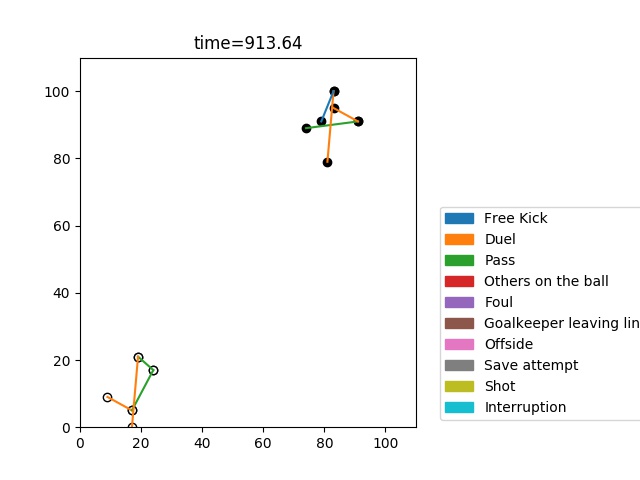 time=913.64
100
80
60
40
20
0
0 20 40 60 80 100
Free Kick
Duel
Pass
Others on the ball
Foul
Goalkeeper leaving lin
Offside
Save attempt
Shot
Interruption